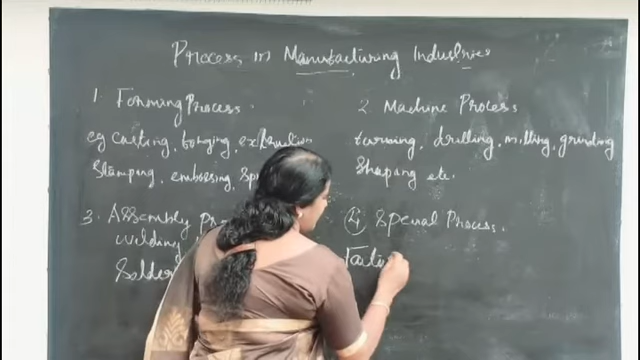 Process in Manufacturing Industries
1. Forming Process.
eg casting, forging, extrusion
Stamping, embossing, sp
2. Machine Process
turning, drilling, milling, grinding
Shaping etc.
3. Assembly Pro
welding
Solder
4 Special Process.